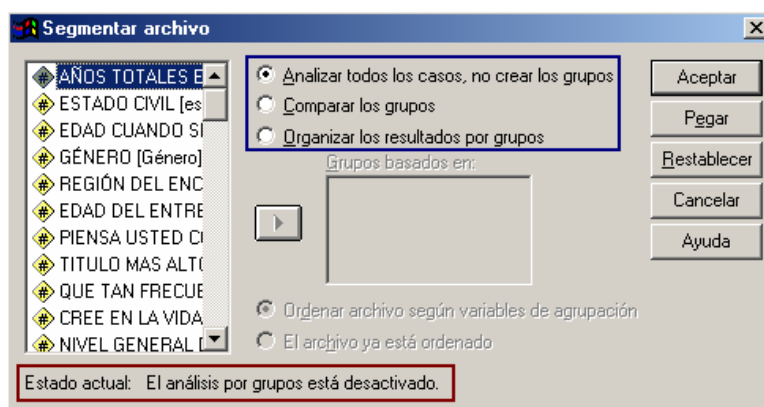 Segmentar archivo
AÑOS TOTALES E
ESTADO CIVIL [es
EDAD CUANDO SI
GÉNERO [Género]
REGIÓN DEL ENC
EDAD DEL ENTRE
PIENSA USTED C
TITULO MAS ALT
QUE TAN FRECUE
CREE EN LA VIDA
NIVEL GENERAL D
Analizar todos los casos, no crear los grupos
Comparar los grupos
Organizar los resultados por grupos
Grupos basados en:
Ordenar archivo según variables de agrupación
El archivo ya está ordenado
Aceptar
Pegar
Restablecer
Cancelar
Ayuda
Estado actual: El análisis por grupos está desactivado.